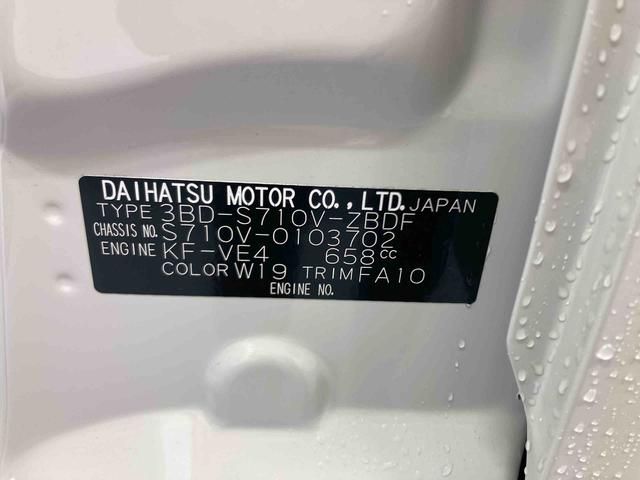 DAIHATSU MOTOR CO.,LTD. JAPAN
TYPE 3BD-S710V-ZBDF
CHASSIS NO. S710V-0103702
ENGINE KF-VE4 658cc
COLOR W19 TRIM FA10
ENGINE NO.